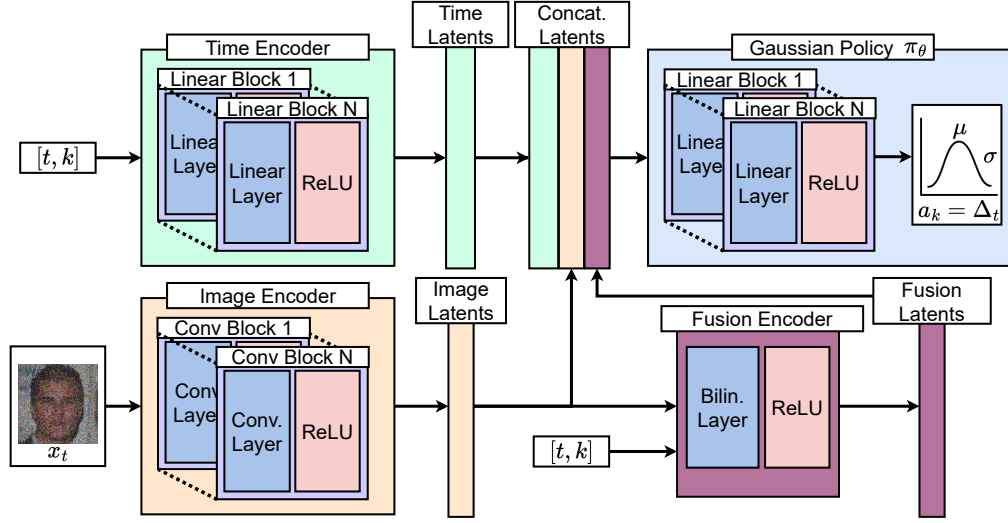 Time Encoder
Linear Block 1
Linear Block N
Linear
Layer
Linear
Layer
ReLU
[t, k]
Time
Latents
Concat.
Latents
Gaussian Policy π_θ
Linear Block 1
Linear Block N
Linear
Layer
Linear
Layer
ReLU
μ
σ
a_k = Δ_t
Image Encoder
Conv Block 1
Conv Block N
Conv.
Layer
Conv.
Layer
ReLU
x_t
Image
Latents
[t, k]
Fusion Encoder
Bilin.
Layer
ReLU
Fusion
Latents